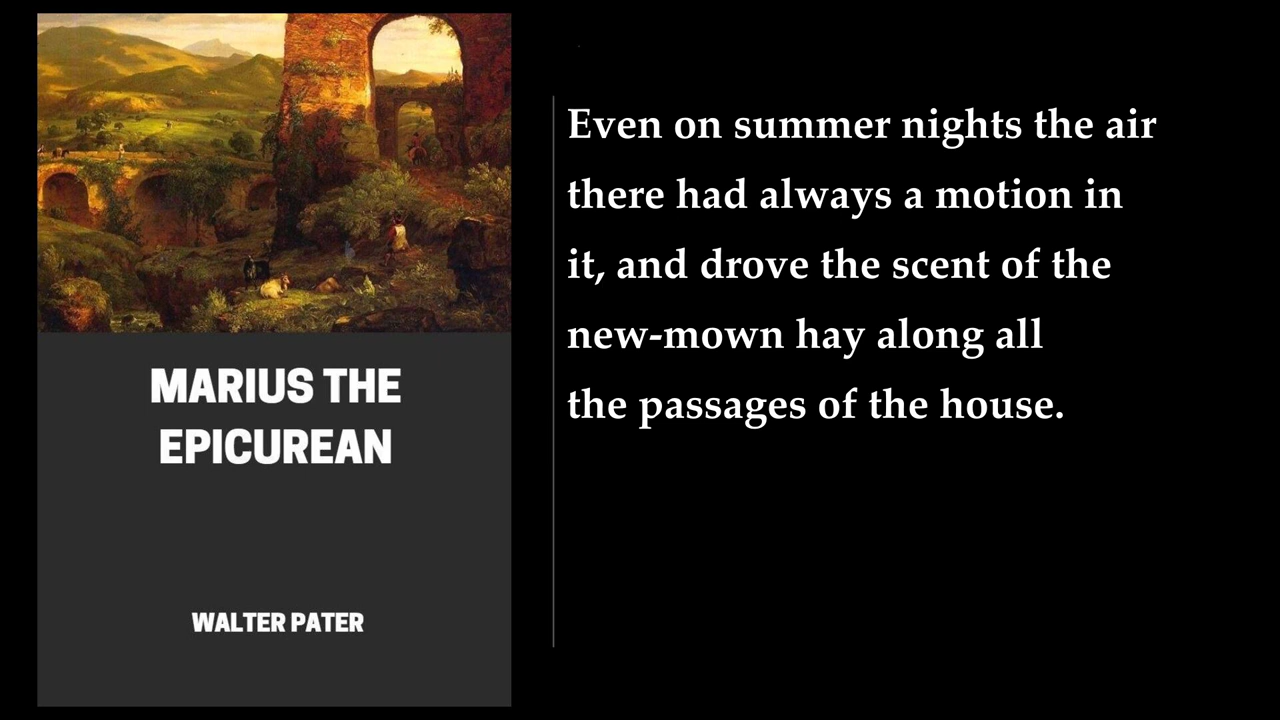 MARIUS THE
EPICUREAN
WALTER PATER
Even on summer nights the air
there had always a motion in
it, and drove the scent of the
new-mown hay along all
the passages of the house.